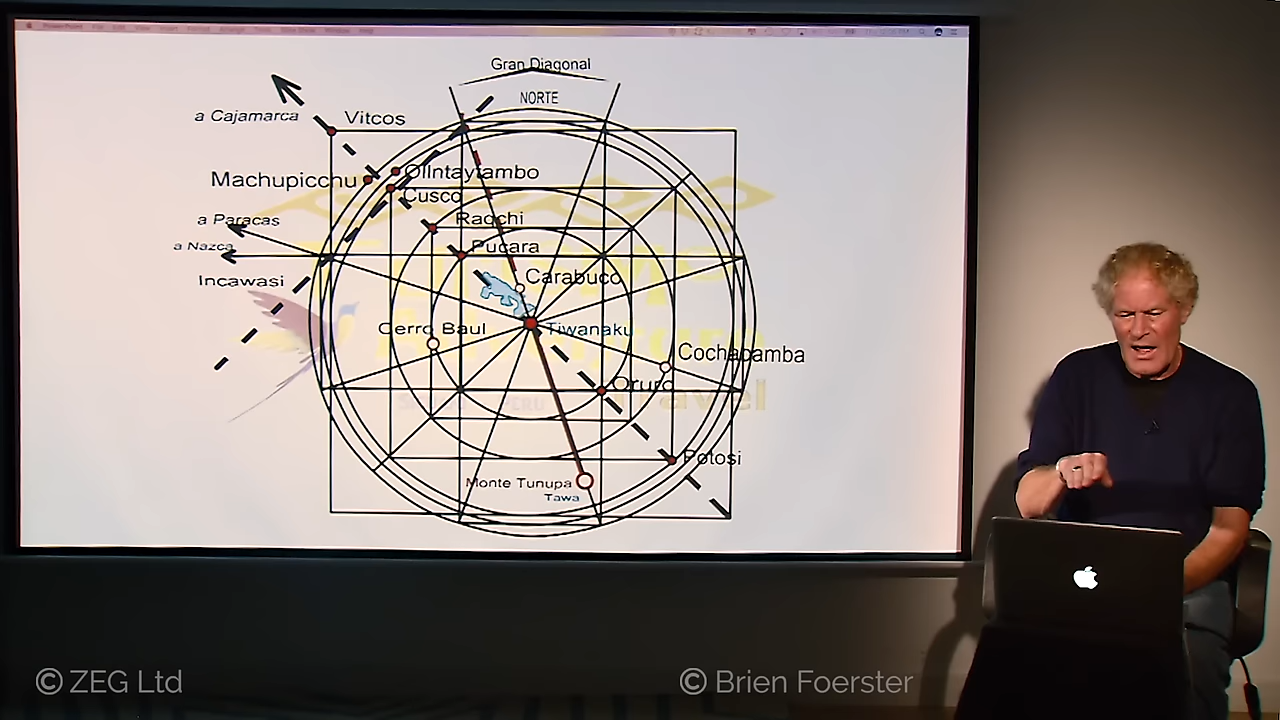 Gran Diagonal
NORTE
a Cajamarca
Vitcos
Ollntaytambo
Machupicchu
Cusco
a Paracas
Raqchi
a Nazca
Pucara
Incawasi
Carabuco
Cerro Baul
Tiwanaku
Cochabamba
Oruro
Travel
Potosi
Monte Tunupa
Tawa
© ZEG Ltd
© Brien Foerster